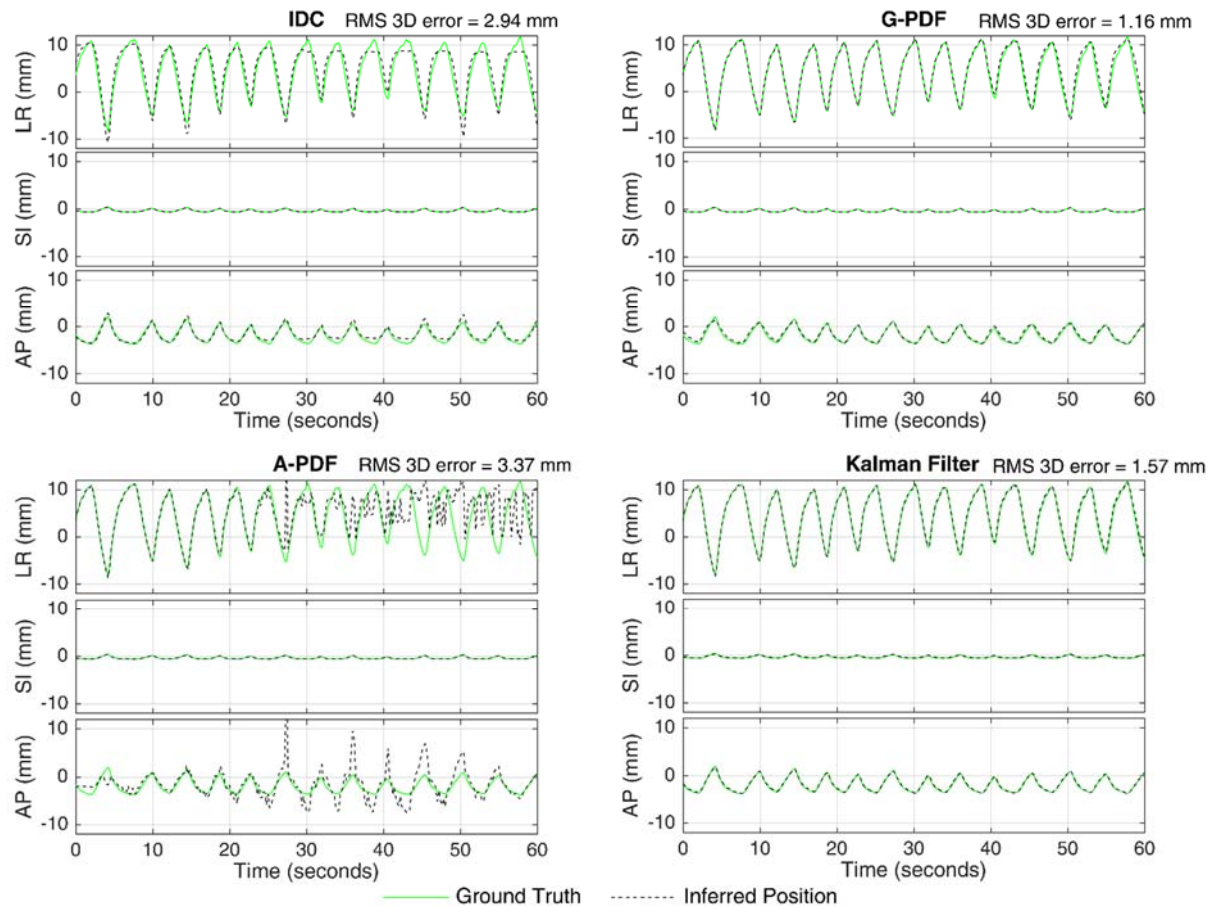 IDC RMS 3D error = 2.94 mm
10
0
-10
LR (mm)
10
0
-10
SI (mm)
10
0
-10
AP (mm)
0 10 20 30 40 50 60
Time (seconds)
G-PDF RMS 3D error = 1.16 mm
10
0
-10
LR (mm)
10
0
-10
SI (mm)
10
0
-10
AP (mm)
0 10 20 30 40 50 60
Time (seconds)
A-PDF RMS 3D error = 3.37 mm
10
0
-10
LR (mm)
10
0
-10
SI (mm)
10
0
-10
AP (mm)
0 10 20 30 40 50 60
Time (seconds)
Kalman Filter RMS 3D error = 1.57 mm
10
0
-10
LR (mm)
10
0
-10
SI (mm)
10
0
-10
AP (mm)
0 10 20 30 40 50 60
Time (seconds)
Ground Truth Inferred Position